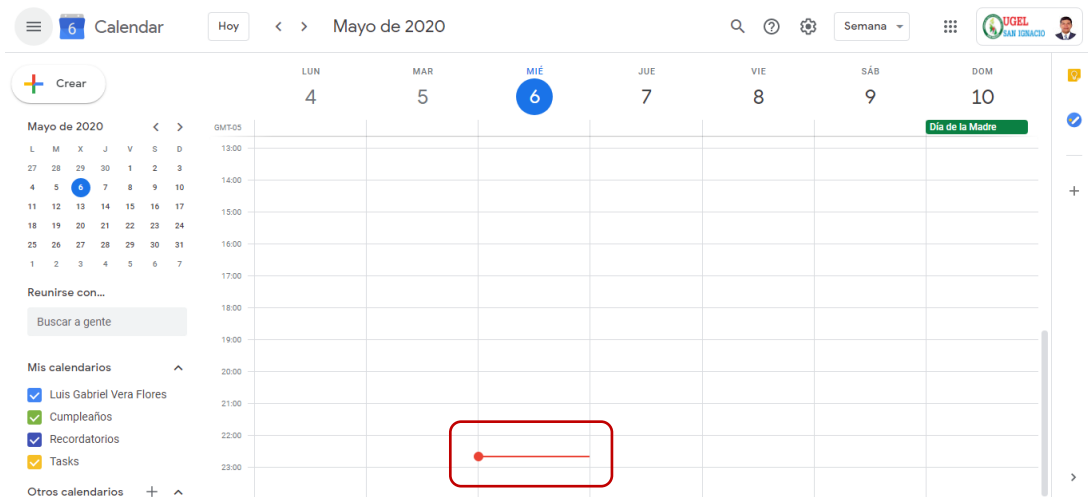 6 Calendar Hoy Mayo de 2020 Semana UGEL SAN IGNACIO
Crear
LUN MAR MIÉ JUE VIE SÁB DOM
4 5 6 7 8 9 10
Mayo de 2020
L M X J V S D
27 28 29 30 1 2 3
4 5 6 7 8 9 10
11 12 13 14 15 16 17
18 19 20 21 22 23 24
25 26 27 28 29 30 31
1 2 3 4 5 6 7
Reunirse con...
Buscar a gente
Mis calendarios
Luis Gabriel Vera Flores
Cumpleaños
Recordatorios
Tasks
Otros calendarios
GMT-05 Día de la Madre
13:00
14:00
15:00
16:00
17:00
18:00
19:00
20:00
21:00
22:00
23:00